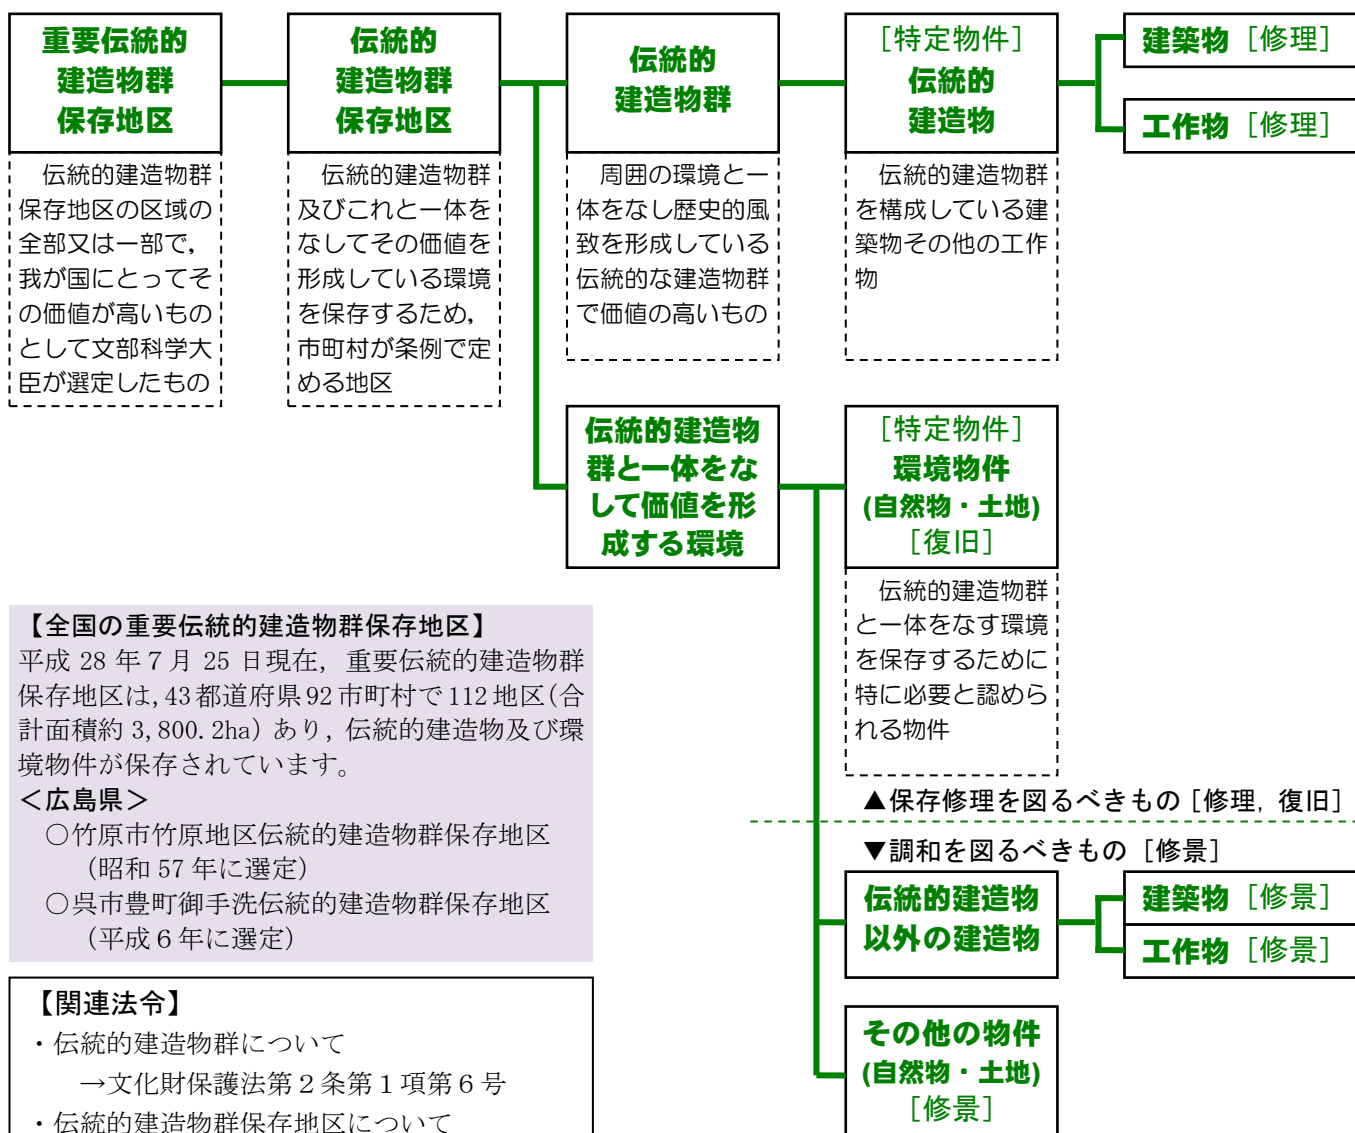 重要伝統的
建造物群
保存地区
伝統的建造物群
保存地区の区域の
全部又は一部で，
我が国にとってそ
の価値が高いもの
として文部科学大
臣が選定したもの
伝統的
建造物群
保存地区
伝統的建造物群
及びこれと一体を
なしてその価値を
形成している環境
を保存するため，
市町村が条例で定
める地区
伝統的
建造物群
周囲の環境と一
体をなし歴史的風
致を形成している
伝統的な建造物群
で価値の高いもの
［特定物件］
伝統的
建造物
伝統的建造物群
を構成している建
築物その他の工作
物
建築物［修理］
工作物［修理］
伝統的建造物
群と一体をな
して価値を形
成する環境
［特定物件］
環境物件
(自然物・土地)
［復旧］
伝統的建造物群
と一体をなす環境
を保存するために
特に必要と認めら
れる物件
▲保存修理を図るべきもの［修理，復旧］
▼調和を図るべきもの［修景］
伝統的建造物
以外の建造物
建築物［修景］
工作物［修景］
その他の物件
(自然物・土地)
［修景］
【全国の重要伝統的建造物群保存地区】
平成 28 年７月 25 日現在，重要伝統的建造物群
保存地区は，43 都道府県 92 市町村で 112 地区（合
計面積約 3,800.2ha）あり，伝統的建造物及び環
境物件が保存されています。
＜広島県＞
○竹原市竹原地区伝統的建造物群保存地区
（昭和 57 年に選定）
○呉市豊町御手洗伝統的建造物群保存地区
（平成６年に選定）
【関連法令】
・伝統的建造物群について
→文化財保護法第２条第１項第６号
・伝統的建造物群保存地区について